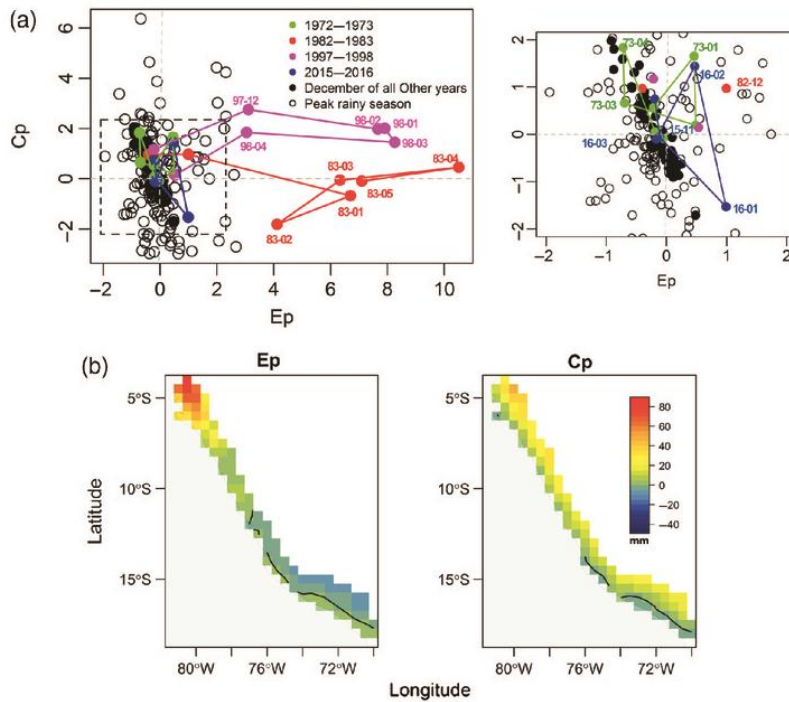 (a)
6
4
2
0
−2
Cp
−2 0 2 4 6 8 10
Ep
1972—1973
1982—1983
1997—1998
2015—2016
December of all Other years
Peak rainy season
97-12
98-02
98-01
98-04
98-03
83-03
83-04
83-05
83-01
83-02
2
1
0
−1
−2
−2 −1 0 1 2
Ep
73-04
73-01
16-02
82-12
73-03
15-11
16-03
16-01
(b)
Ep
Cp
5°S
10°S
15°S
Latitude
80°W 76°W 72°W
5°S
10°S
15°S
80°W 76°W 72°W
80
60
40
20
0
−20
−40
mm
Longitude